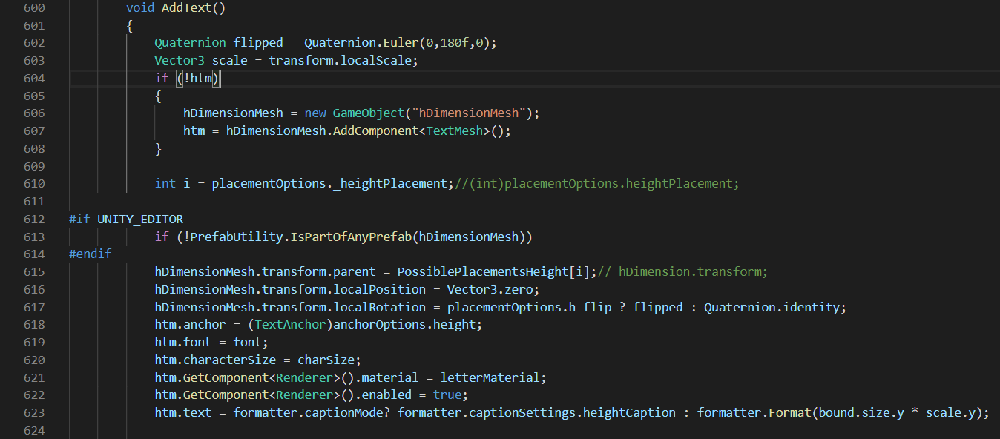 600 void AddText()
601 {
602 Quaternion flipped = Quaternion.Euler(0,180f,0);
603 Vector3 scale = transform.localScale;
604 if (!htm)
605 {
606 hDimensionMesh = new GameObject("hDimensionMesh");
607 htm = hDimensionMesh.AddComponent<TextMesh>();
608 }
609
610 int i = placementOptions._heightPlacement;//(int)placementOptions.heightPlacement;
611
612 #if UNITY_EDITOR
613 if (!PrefabUtility.IsPartOfAnyPrefab(hDimensionMesh))
614 #endif
615 hDimensionMesh.transform.parent = PossiblePlacementsHeight[i];// hDimension.transform;
616 hDimensionMesh.transform.localPosition = Vector3.zero;
617 hDimensionMesh.transform.localRotation = placementOptions.h_flip ? flipped : Quaternion.identity;
618 htm.anchor = (TextAnchor)anchorOptions.height;
619 htm.font = font;
620 htm.characterSize = charSize;
621 htm.GetComponent<Renderer>().material = letterMaterial;
622 htm.GetComponent<Renderer>().enabled = true;
623 htm.text = formatter.captionMode? formatter.captionSettings.heightCaption : formatter.Format(bound.size.y * scale.y);
624